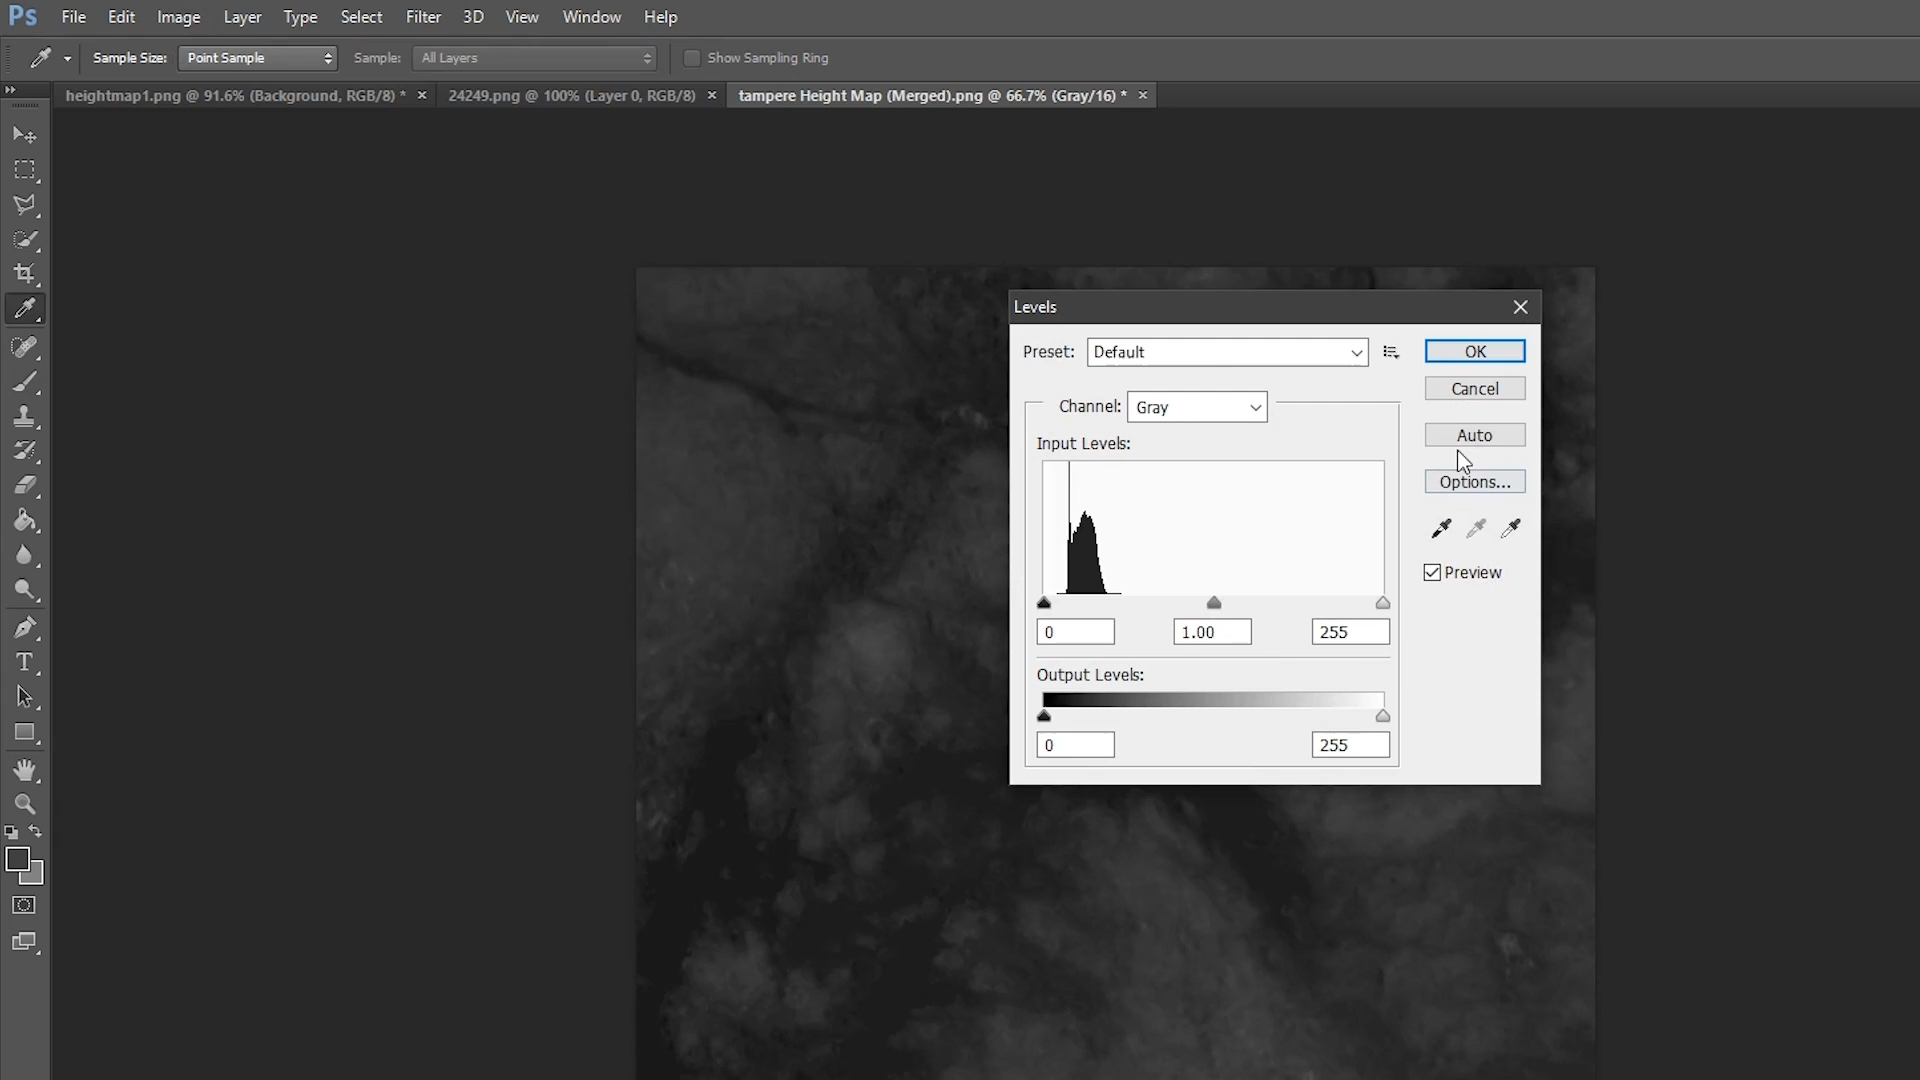 Ps File Edit Image Layer Type Select Filter 3D View Window Help
Sample Size: Point Sample Sample: All Layers Show Sampling Ring
heightmap1.png @ 91.6% (Background, RGB/8) * × 24249.png @ 100% (Layer 0, RGB/8) × tampere Height Map (Merged).png @ 66.7% (Gray/16) * ×
Levels
Preset: Default
OK
Cancel
Channel: Gray
Auto
Input Levels:
Options...
Preview
0 1.00 255
Output Levels:
0 255
T